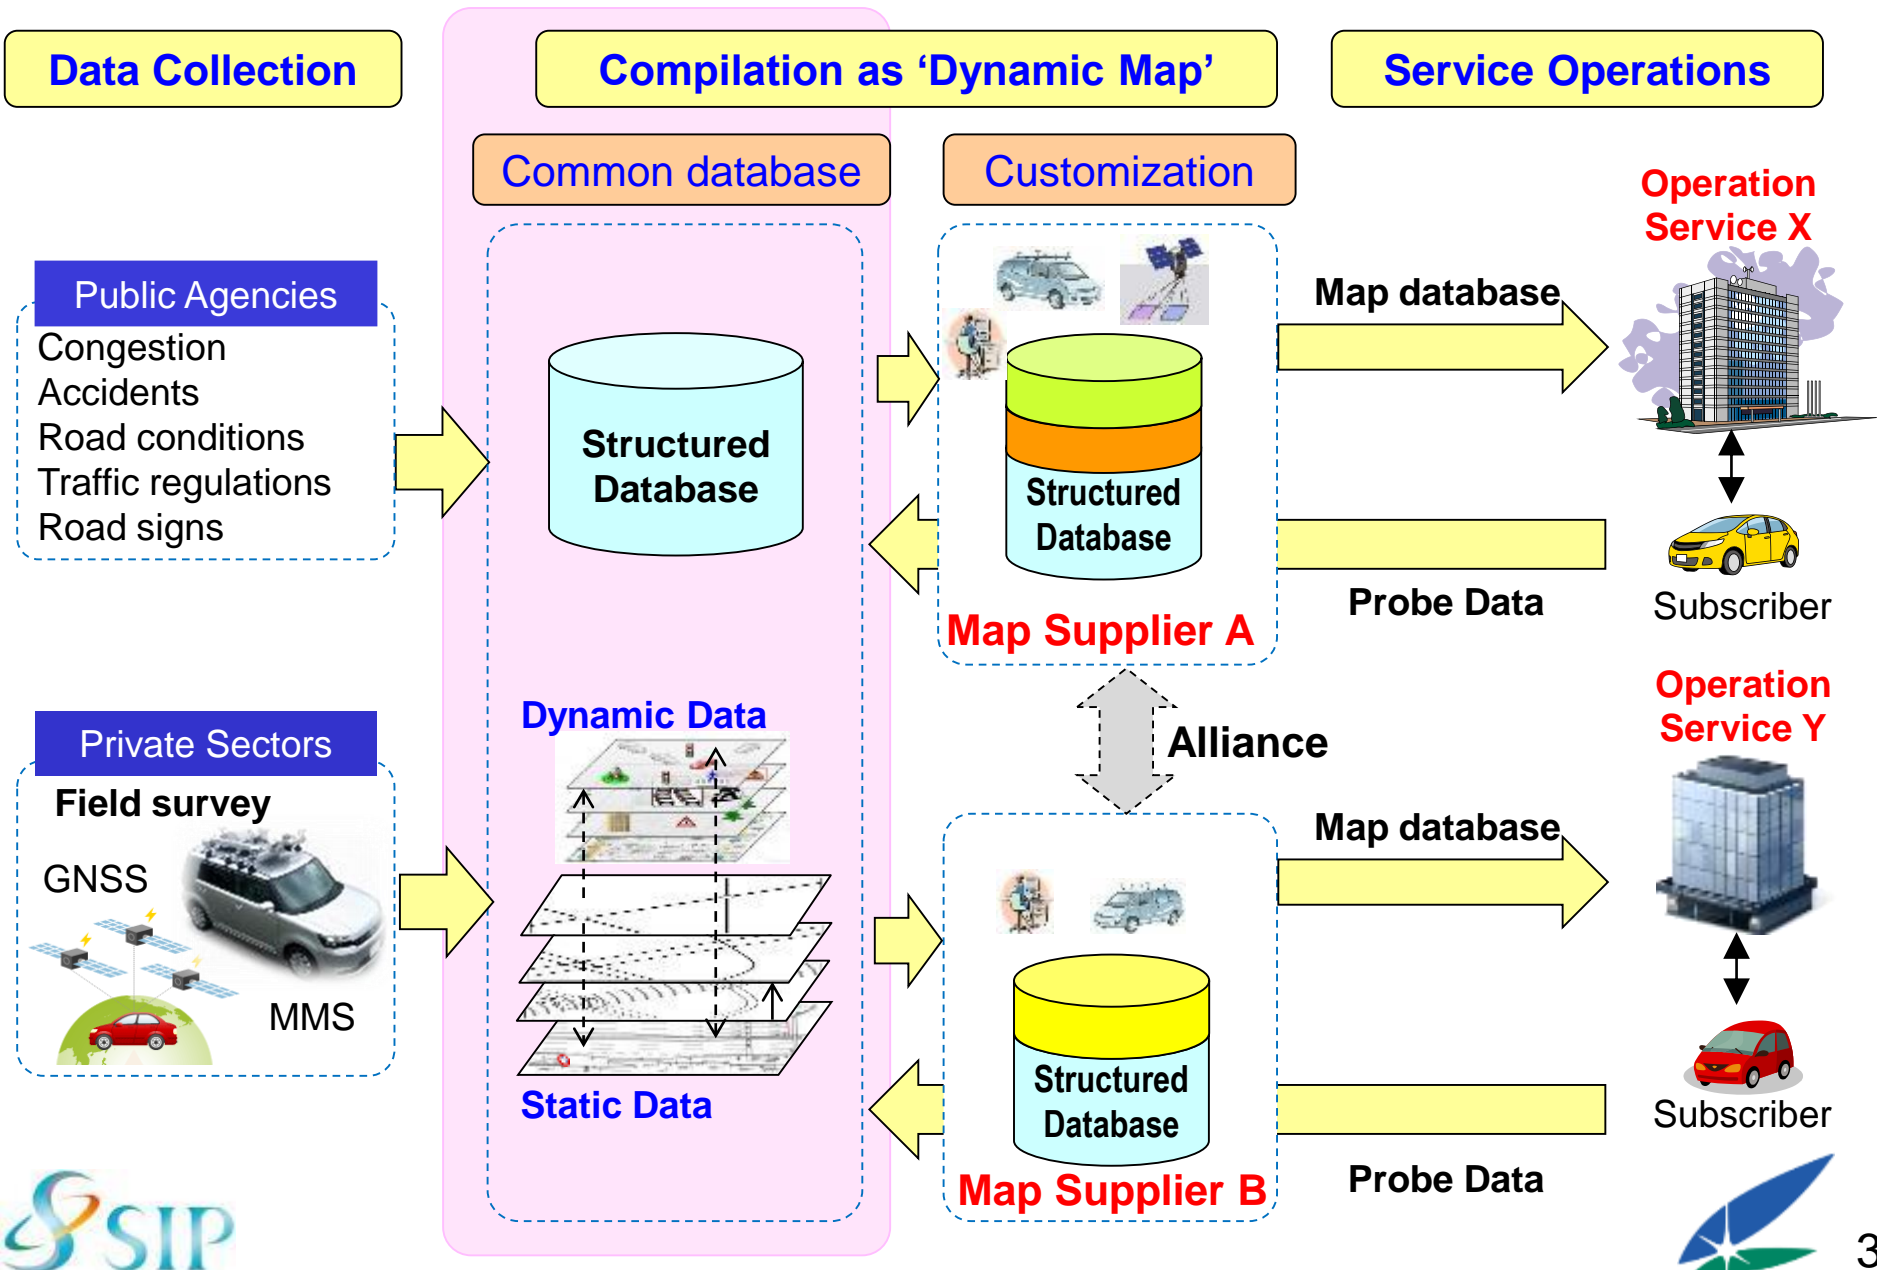 Data Collection
Compilation as ‘Dynamic Map’
Service Operations
Common database
Customization
Public Agencies
Congestion
Accidents
Road conditions
Traffic regulations
Road signs
Private Sectors
Field survey
GNSS
MMS
Structured
Database
Dynamic Data
Static Data
Structured
Database
Map Supplier A
Alliance
Structured
Database
Map Supplier B
Map database
Probe Data
Operation
Service X
Subscriber
Map database
Probe Data
Operation
Service Y
Subscriber
SIP
3